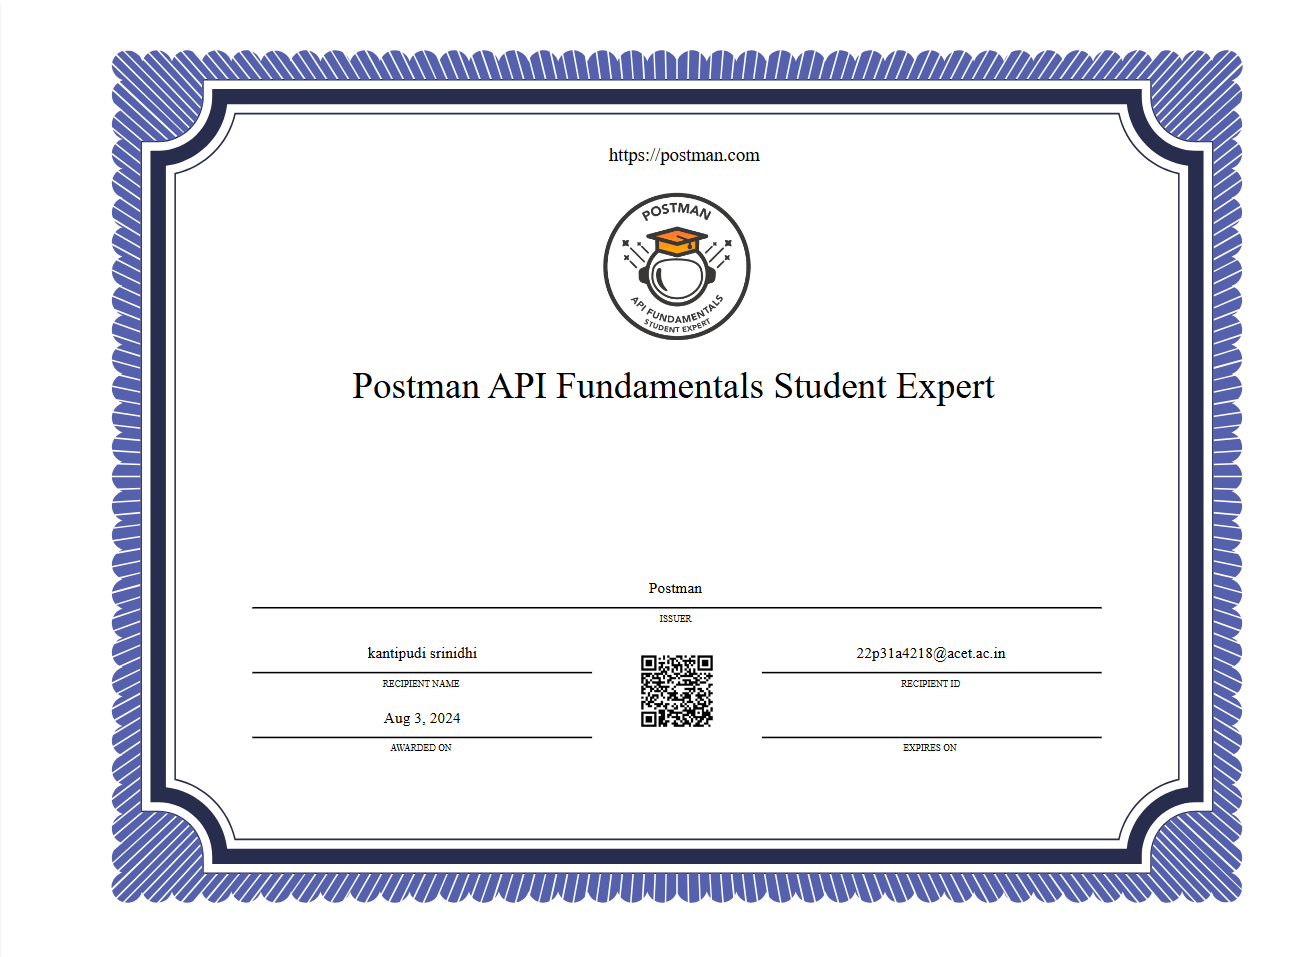 https://postman.com
POSTMAN
API FUNDAMENTALS
STUDENT EXPERT
Postman API Fundamentals Student Expert
Postman
ISSUER
kantipudi srinidhi
RECIPIENT NAME
22p31a4218@acet.ac.in
RECIPIENT ID
Aug 3, 2024
AWARDED ON
EXPIRES ON